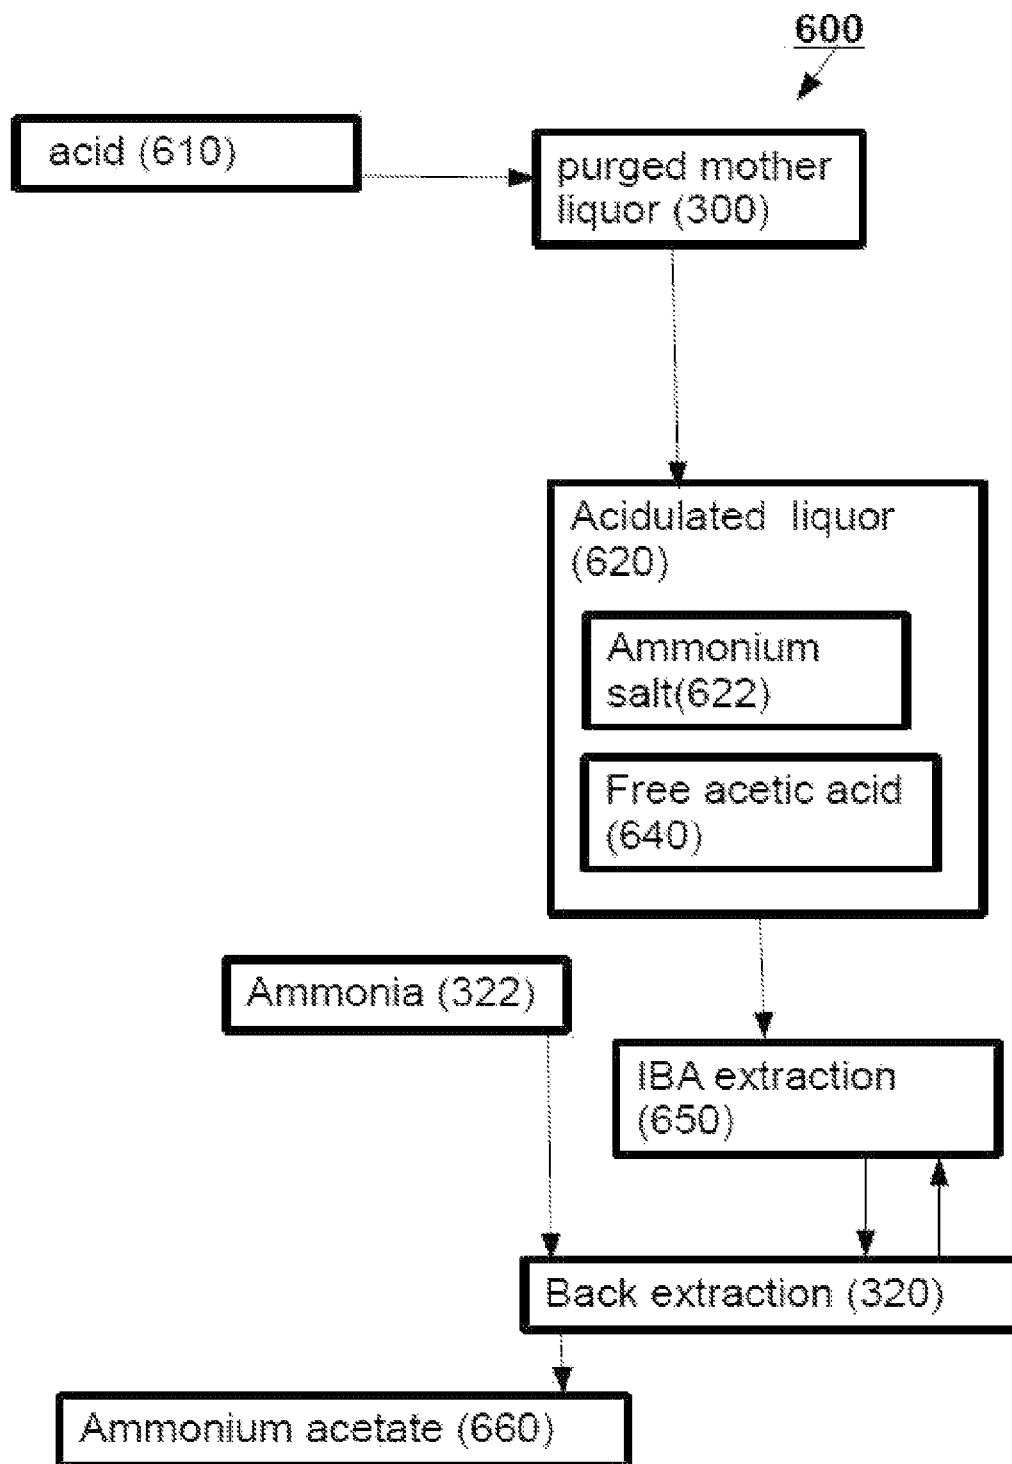 600
acid (610)
purged mother
liquor (300)
Acidulated liquor
(620)
Ammonium
salt(622)
Free acetic acid
(640)
Ammonia (322)
IBA extraction
(650)
Back extraction (320)
Ammonium acetate (660)